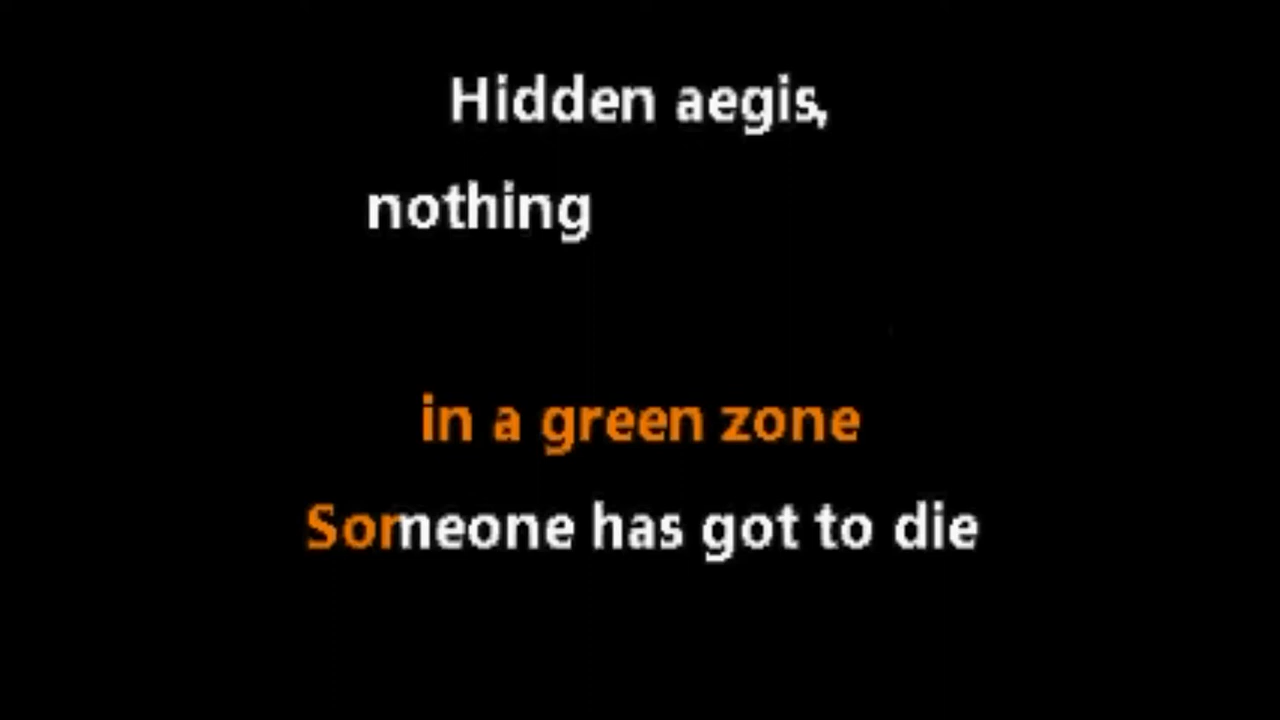 Hidden aegis,
nothing
in a green zone
Someone has got to die